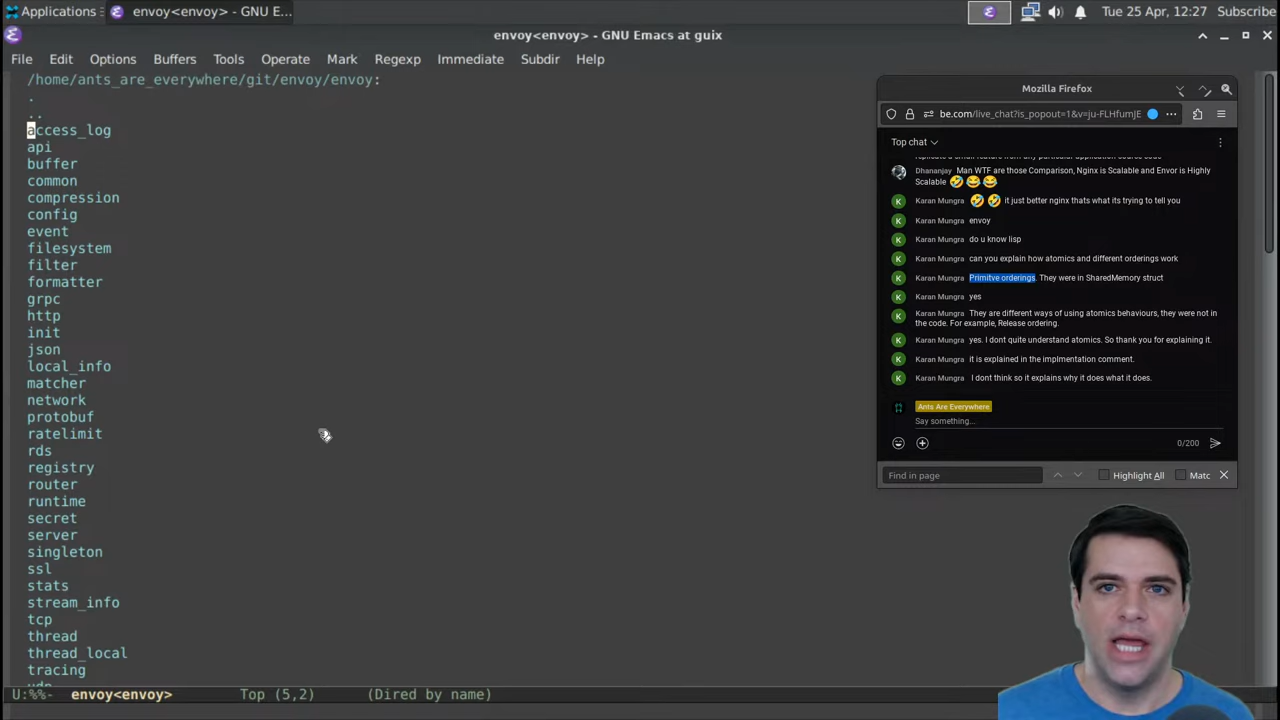 Applications
envoy<envoy> - GNU E...
Tue 25 Apr, 12:27 Subscribe
envoy<envoy> - GNU Emacs at guix
File Edit Options Buffers Tools Operate Mark Regexp Immediate Subdir Help
/home/ants_are_everywhere/git/envoy/envoy:
.
..
access_log
api
buffer
common
compression
config
event
filesystem
filter
formatter
grpc
http
init
json
local_info
matcher
network
protobuf
ratelimit
rds
registry
router
runtime
secret
server
singleton
ssl
stats
stream_info
tcp
thread
thread_local
tracing
U:%%- envoy<envoy> Top (5,2) (Dired by name)
Mozilla Firefox
be.com/live_chat?is_popout=1&v=ju-FLHfumjE
Top chat
replicate a small feature from any particular application source code
Dhananjay Man WTF are those Comparison, Nginx is Scalable and Envor is Highly
Scalable 🤣 😂 😂
K Karan Mungra 🤣 🤣 it just better nginx thats what its trying to tell you
K Karan Mungra envoy
K Karan Mungra do u know lisp
K Karan Mungra can you explain how atomics and different orderings work
K Karan Mungra Primitve orderings. They were in SharedMemory struct
K Karan Mungra yes
K Karan Mungra They are different ways of using atomics behaviours, they were not in
the code. For example, Release ordering.
K Karan Mungra yes. I dont quite understand atomics. So thank you for explaining it.
K Karan Mungra it is explained in the implmentation comment.
K Karan Mungra I dont think so it explains why it does what it does.
Ants Are Everywhere
Say something...
0/200
Find in page
Highlight All
Matc